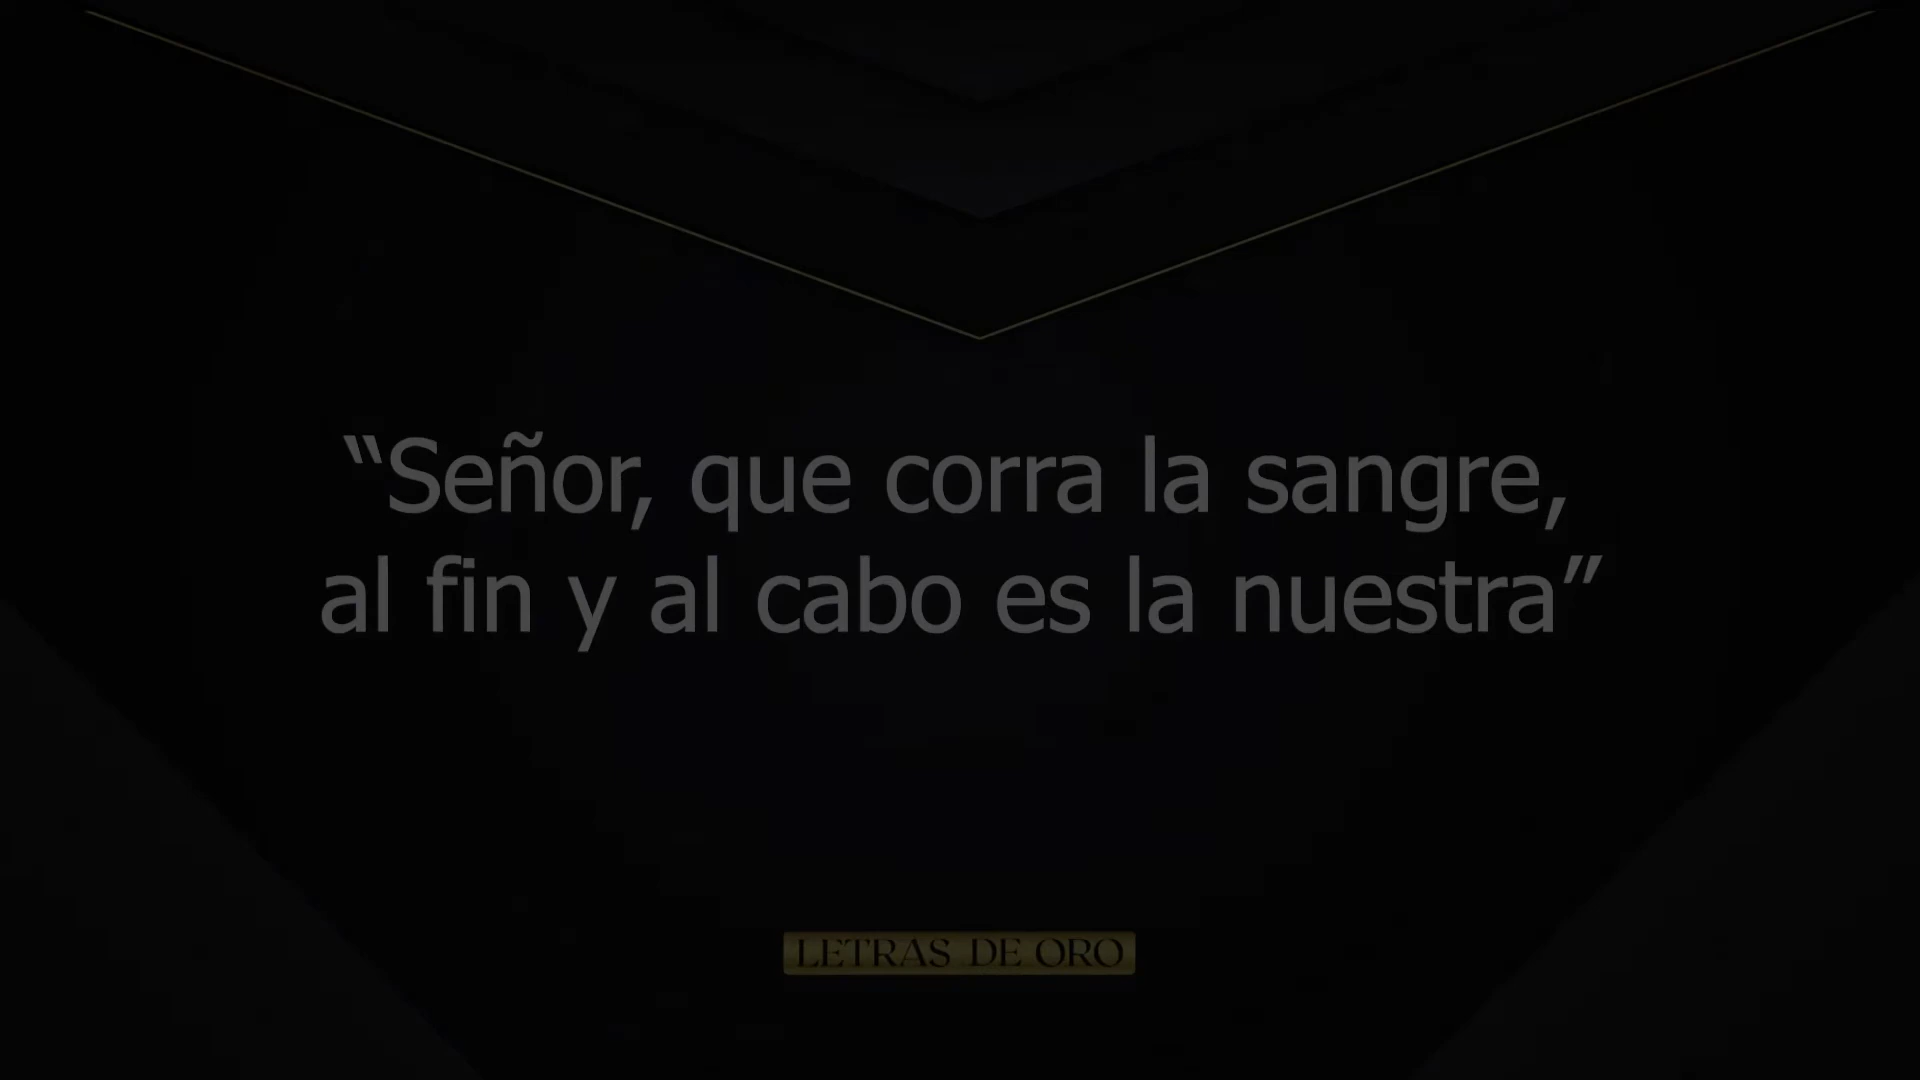 “Señor, que corra la sangre,
al fin y al cabo es la nuestra”
LETRAS DE ORO